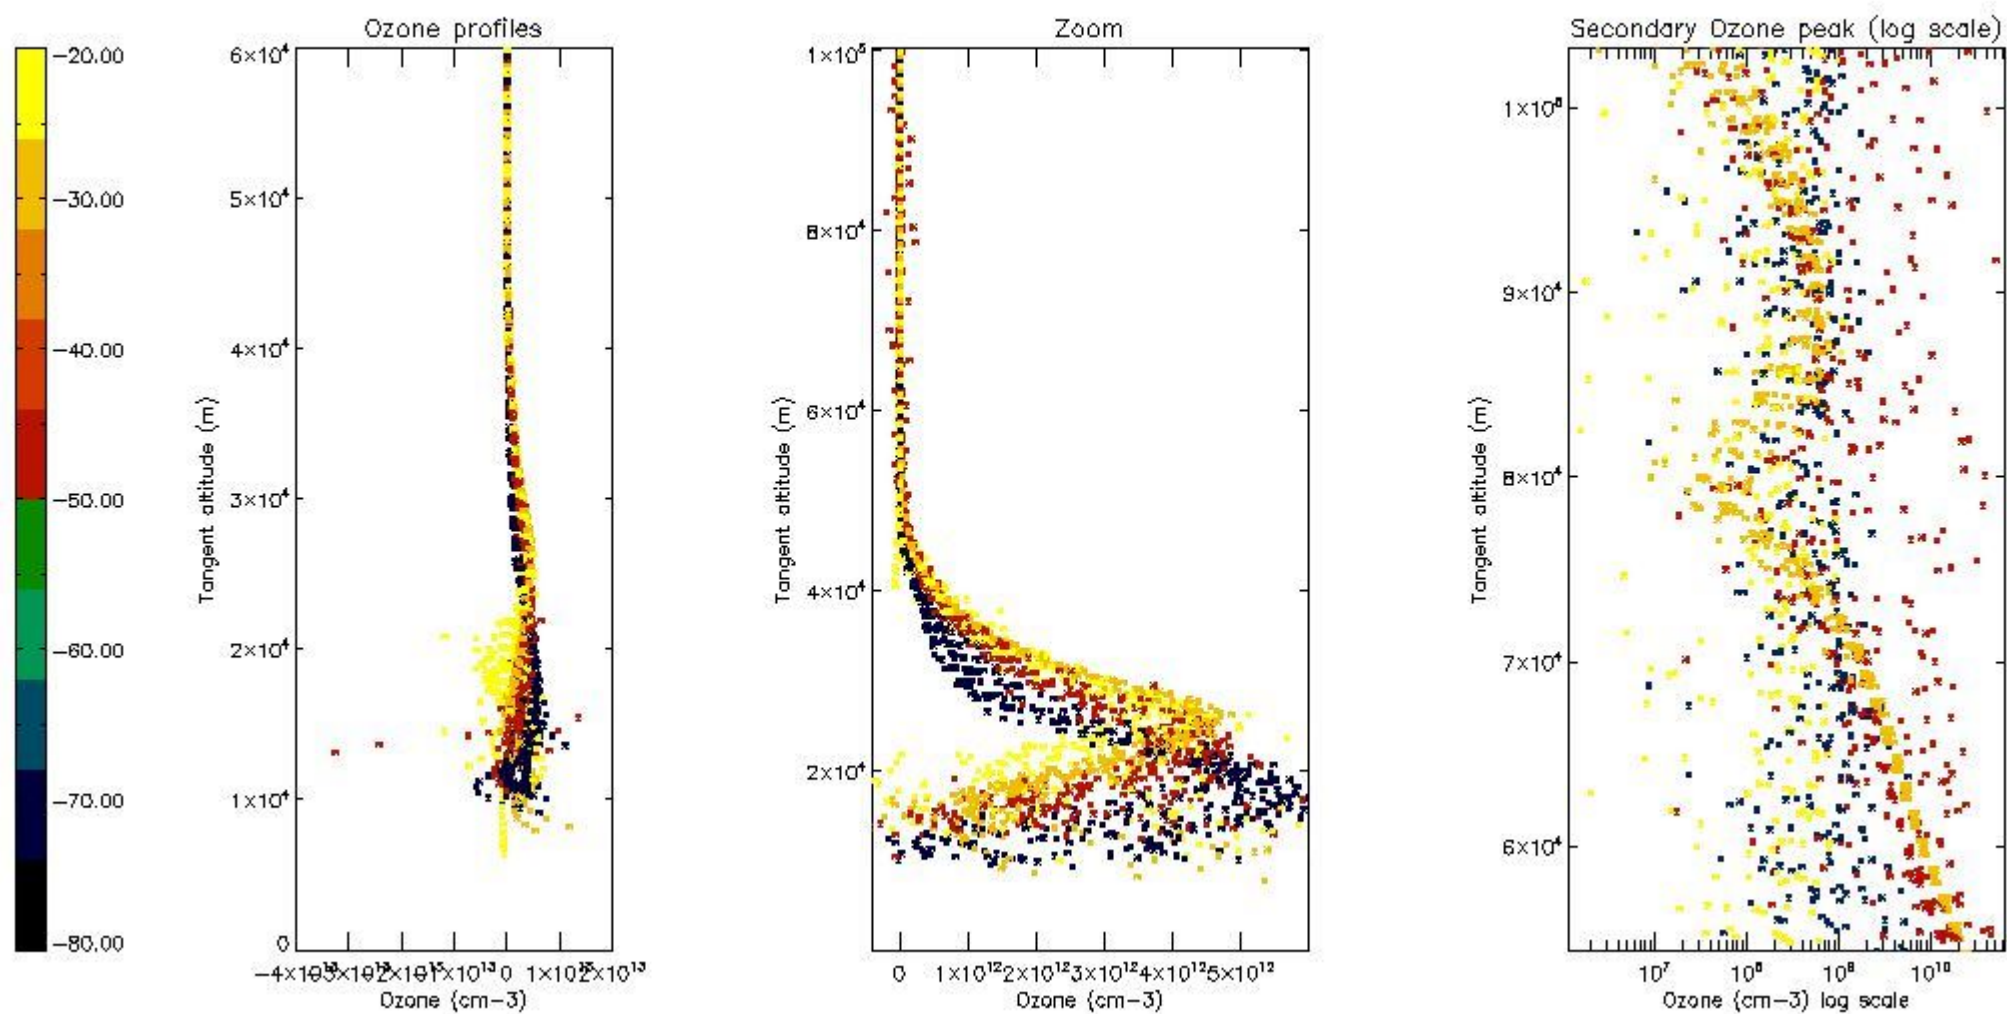 Ozone profiles
Zoom
Secondary Ozone peak (log scale)
−20.00
−30.00
−40.00
−50.00
−60.00
−70.00
−80.00
6×10⁴
5×10⁴
4×10⁴
3×10⁴
2×10⁴
1×10⁴
0
Tangent altitude (m)
0
Ozone (cm−3)
1×10⁵
8×10⁴
6×10⁴
4×10⁴
2×10⁴
Tangent altitude (m)
0 1×10¹² 2×10¹² 3×10¹² 4×10¹² 5×10¹²
Ozone (cm−3)
1×10⁵
9×10⁴
8×10⁴
7×10⁴
6×10⁴
Tangent altitude (m)
10⁷ 10⁸ 10⁹ 10¹⁰
Ozone (cm−3) log scale